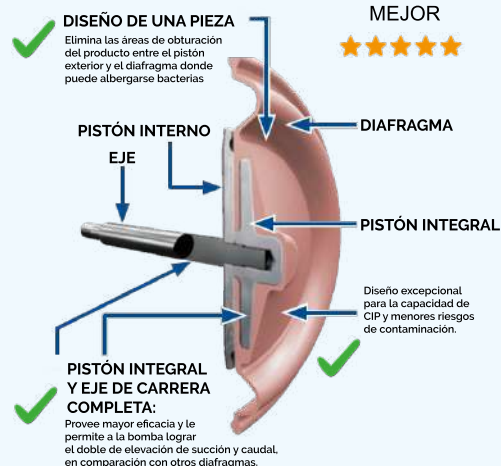 DISEÑO DE UNA PIEZA
Elimina las áreas de obturación
del producto entre el pistón
exterior y el diafragma donde
puede albergarse bacterias
MEJOR
DIAFRAGMA
PISTÓN INTERNO
EJE
PISTÓN INTEGRAL
Diseño excepcional
para la capacidad de
CIP y menores riesgos
de contaminación.
PISTÓN INTEGRAL
Y EJE DE CARRERA
COMPLETA:
Provee mayor eficacia y le
permite a la bomba lograr
el doble de elevación de succión y caudal,
en comparación con otros diafragmas.